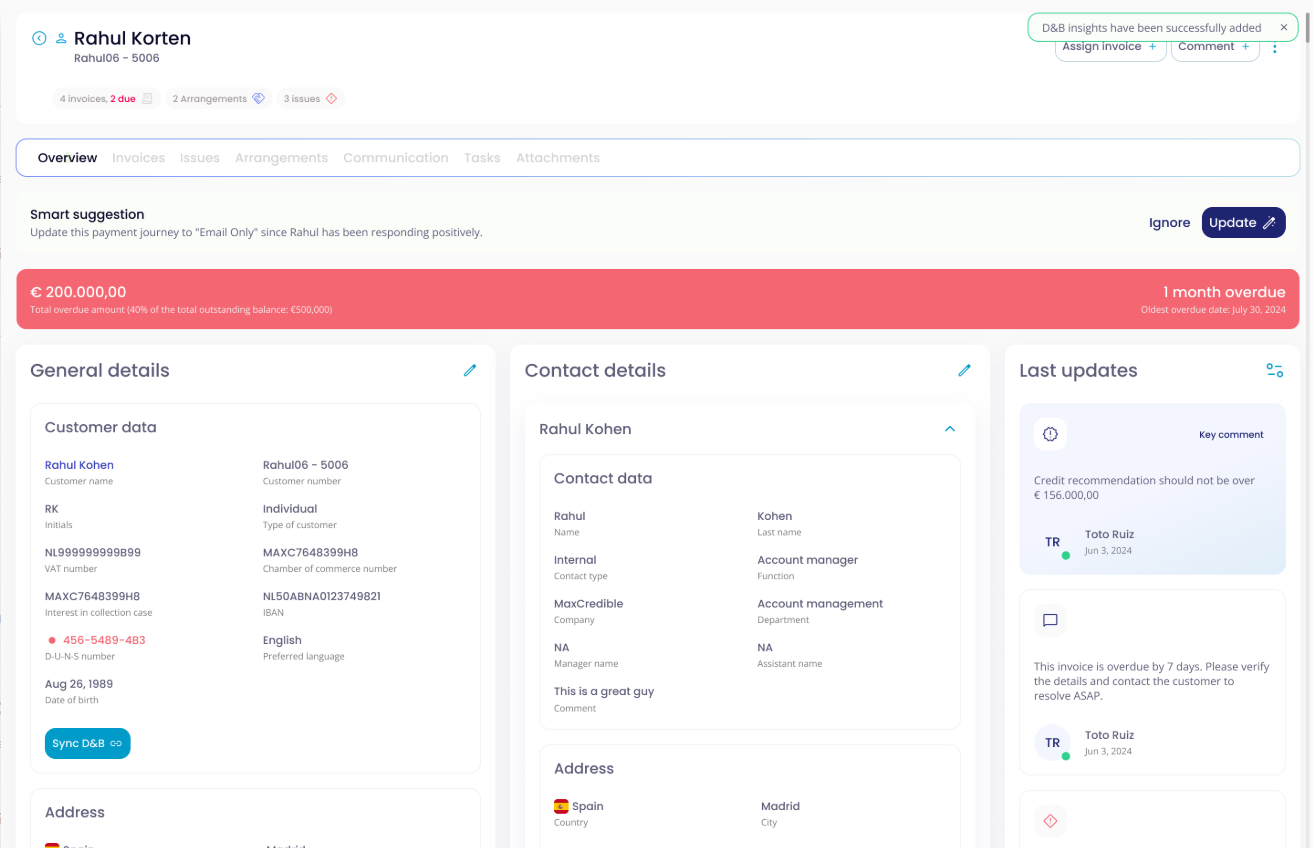 Rahul Korten
Rahul06 - 5006
D&B insights have been successfully added
Assign invoice +
Comment +
4 invoices, 2 due
2 Arrangements
3 issues
Overview Invoices Issues Arrangements Communication Tasks Attachments
Smart suggestion
Update this payment journey to "Email Only" since Rahul has been responding positively.
Ignore
Update
€ 200.000,00
Total overdue amount (40% of the total outstanding balance: €500,000)
1 month overdue
Oldest overdue date: July 30, 2024
General details
Customer data
Rahul Kohen
Customer name
Rahul06 - 5006
Customer number
RK
Initials
Individual
Type of customer
NL999999999B99
VAT number
MAXC7648399H8
Chamber of commerce number
MAXC7648399H8
Interest in collection case
NL50ABNA0123749821
IBAN
456-5489-4B3
D-U-N-S number
English
Preferred language
Aug 26, 1989
Date of birth
Sync D&B
Address
Contact details
Rahul Kohen
Contact data
Rahul
Name
Kohen
Last name
Internal
Contact type
Account manager
Function
MaxCredible
Company
Account management
Department
NA
Manager name
NA
Assistant name
This is a great guy
Comment
Address
Spain
Country
Madrid
City
Last updates
Key comment
Credit recommendation should not be over
€ 156.000,00
TR
Toto Ruiz
Jun 3, 2024
This invoice is overdue by 7 days. Please verify
the details and contact the customer to
resolve ASAP.
TR
Toto Ruiz
Jun 3, 2024